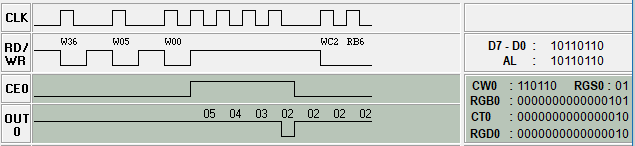 CLK
RD/
WR
W36 W05 W00 WC2 RB6
CE0
OUT
0
05 04 03 02 02 02 02
D7 - D0 : 10110110
AL : 10110110
CW0 : 110110 RGS0 : 01
RGB0 : 0000000000000101
CT0 : 0000000000000010
RGD0 : 0000000000000010